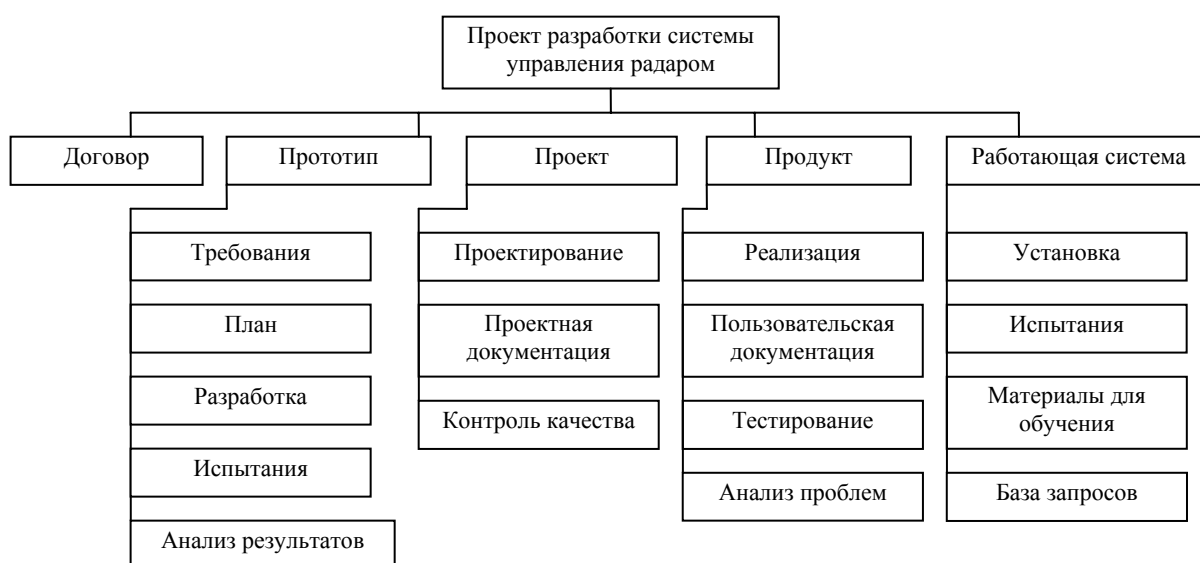 Проект разработки системы
управления радаром
Договор
Прототип
Проект
Продукт
Работающая система
Требования
План
Разработка
Испытания
Анализ результатов
Проектирование
Проектная
документация
Контроль качества
Реализация
Пользовательская
документация
Тестирование
Анализ проблем
Установка
Испытания
Материалы для
обучения
База запросов